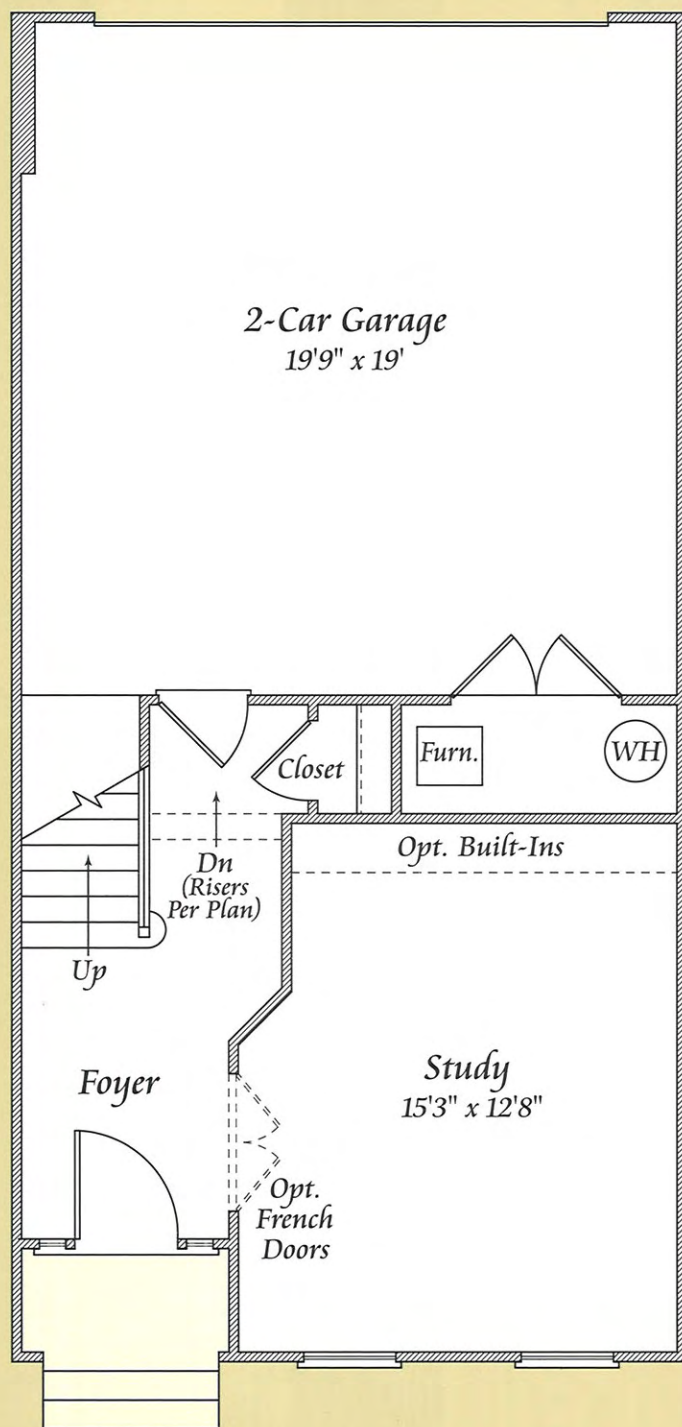 2-Car Garage
19'9" x 19'
Closet
Furn.
WH
Dn
(Risers
Per Plan)
Opt. Built-Ins
Up
Foyer
Study
15'3" x 12'8"
Opt.
French
Doors